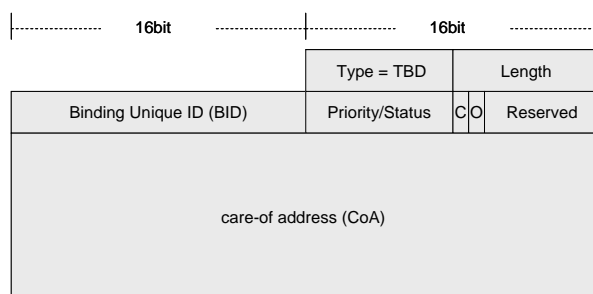 16bit 16bit
Type = TBD Length
Binding Unique ID (BID) Priority/Status C O Reserved
care-of address (CoA)